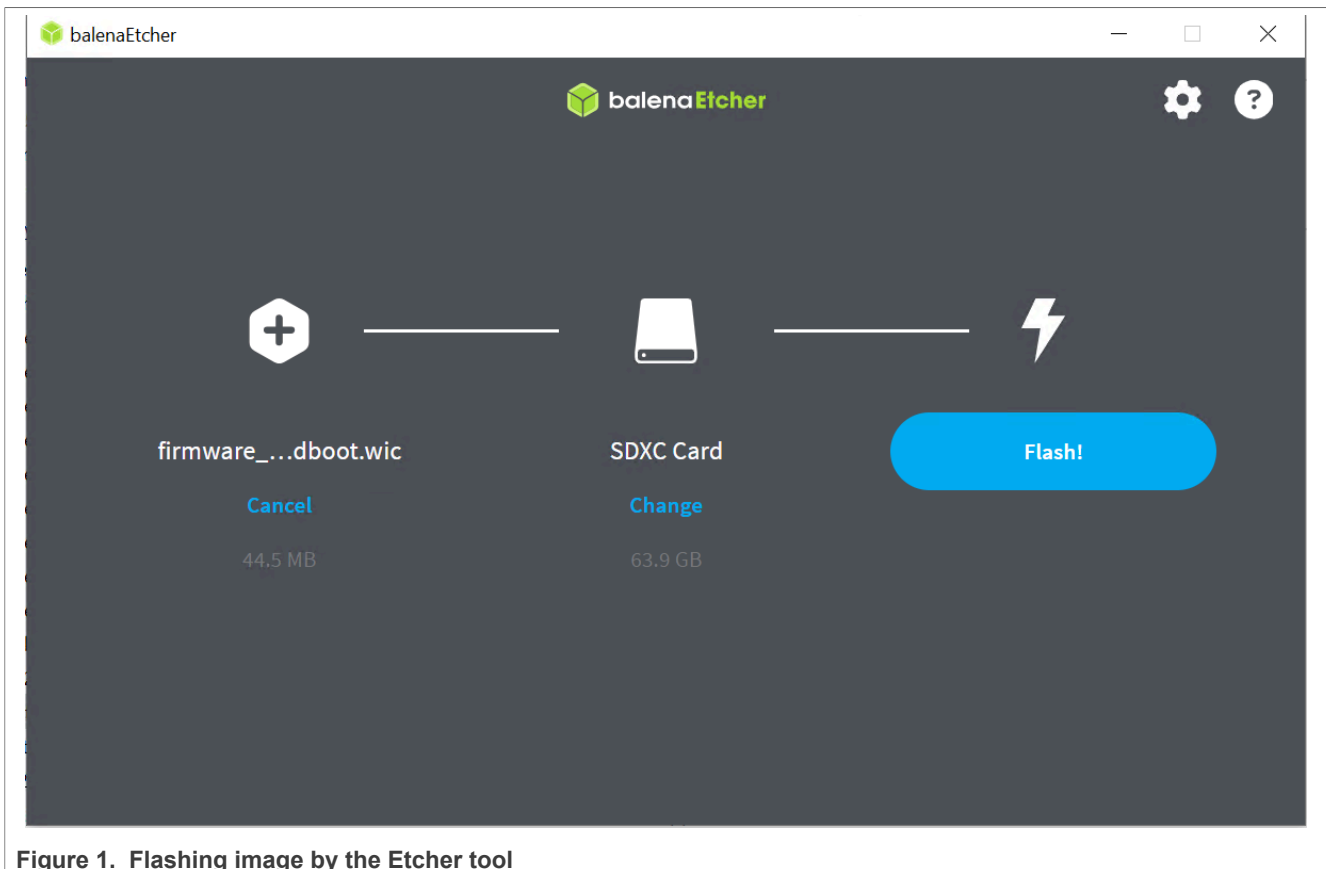 balenaEtcher
balenaEtcher
?
firmware_...dboot.wic
SDXC Card
Flash!
Cancel
Change
44.5 MB
63.9 GB
Figure 1. Flashing image by the Etcher tool